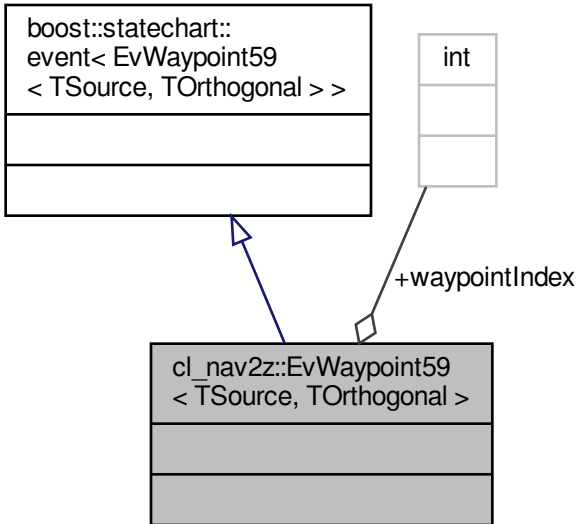 boost::statechart::
event< EvWaypoint59
< TSource, TOrthogonal > >
int
+waypointIndex
cl_nav2z::EvWaypoint59
< TSource, TOrthogonal >